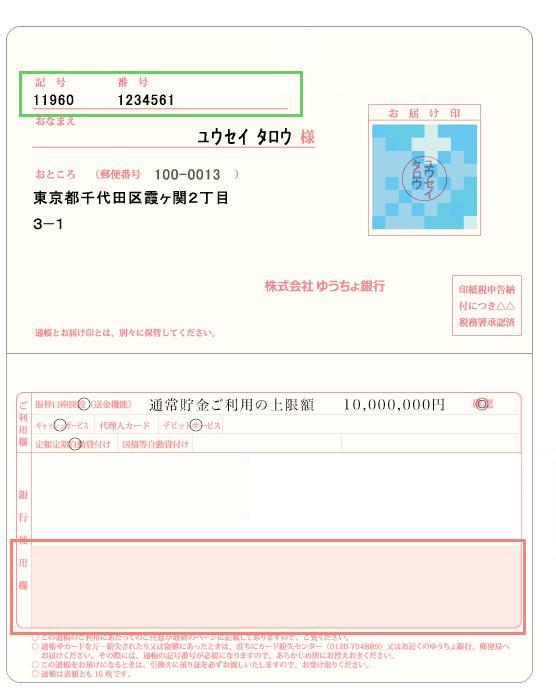 記号 番号
11960 1234561
おなまえ
ユウセイ タロウ 様
お届け印
ユウセイ
タロウ
おところ （郵便番号 100-0013 ）
東京都千代田区霞ヶ関2丁目
3－1
株式会社 ゆうちょ銀行
印紙税申告納
付につき△△
税務署承認済
通帳とお届け印とは、別々に保管してください。
ご利用欄
振替口座開設（送金機能） 通常貯金ご利用の上限額 10,000,000円 確認
キャッシュサービス 代理人カード デビットサービス
定額定期自動貸付け 国債等自動貸付け
銀行使用欄
○ この通帳のご利用にあたってのご注意が最終のページに記載してありますので、ご覧ください。
○ 通帳やカードを万一紛失されたり又は盗難にあったときは、直ちにカード紛失センター（0120-794889）又はお近くのゆうちょ銀行、郵便局へ
お届けください。その際には、通帳の記号番号が必要になりますので、あらかじめ別にお控えおきください。
○ この通帳をお預けになるときは、引換えに預り証を必ずお渡しいたしますので、お受け取りください。
○ 通帳は表紙とも16枚です。